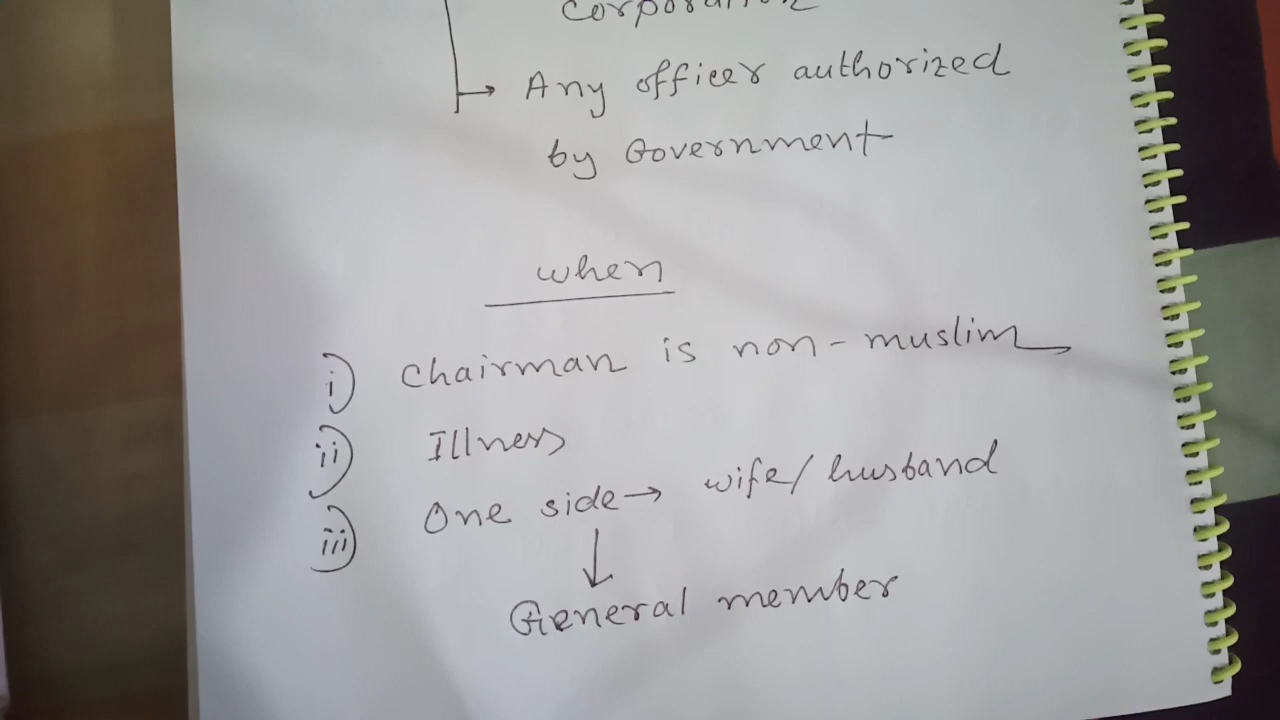 Corporation
→ Any officer authorized
by Government
when
i) Chairman is non-muslim
ii) Illness
iii) One side → wife/husband
↓
General member